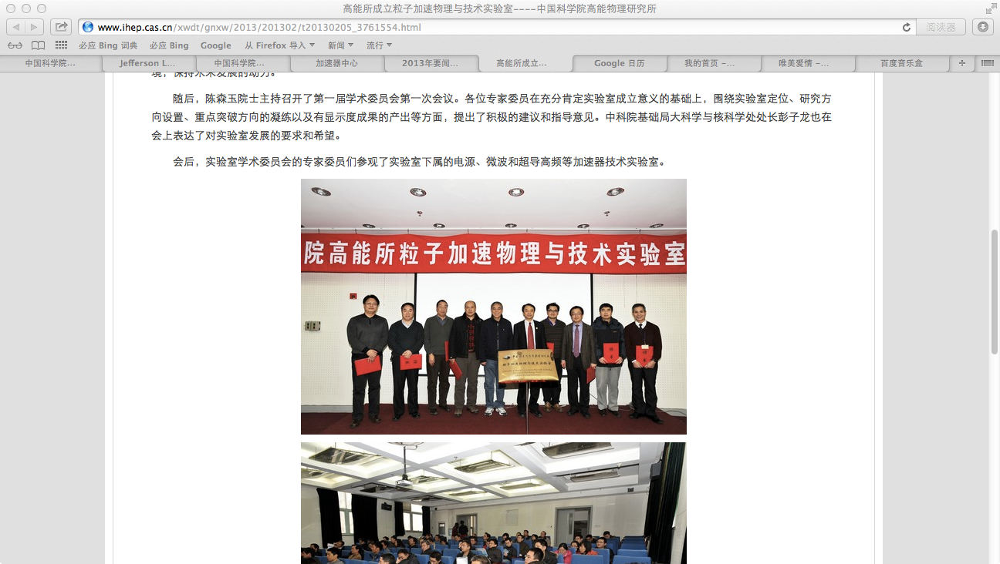 高能所成立粒子加速物理与技术实验室----中国科学院高能物理研究所
www.ihep.cas.cn/xwdt/gnxw/2013/201302/t20130205_3761554.html
阅读器
必应 Bing 词典 必应 Bing Google 从 Firefox 导入 新闻 流行
中国科学院... Jefferson L... 中国科学院... 加速器中心 2013年要闻... 高能所成立... Google 日历 我的首页 -... 唯美爱情 -... 百度音乐盒
境，保持未来发展的动力。
随后，陈森玉院士主持召开了第一届学术委员会第一次会议。各位专家委员在充分肯定实验室成立意义的基础上，围绕实验室定位、研究方
向设置、重点突破方向的凝练以及有显示度成果的产出等方面，提出了积极的建议和指导意见。中科院基础局大科学与核科学处处长彭子龙也在
会上表达了对实验室发展的要求和希望。
会后，实验室学术委员会的专家委员们参观了实验室下属的电源、微波和超导高频等加速器技术实验室。
院高能所粒子加速物理与技术实验室
粒子加速物理与技术实验室